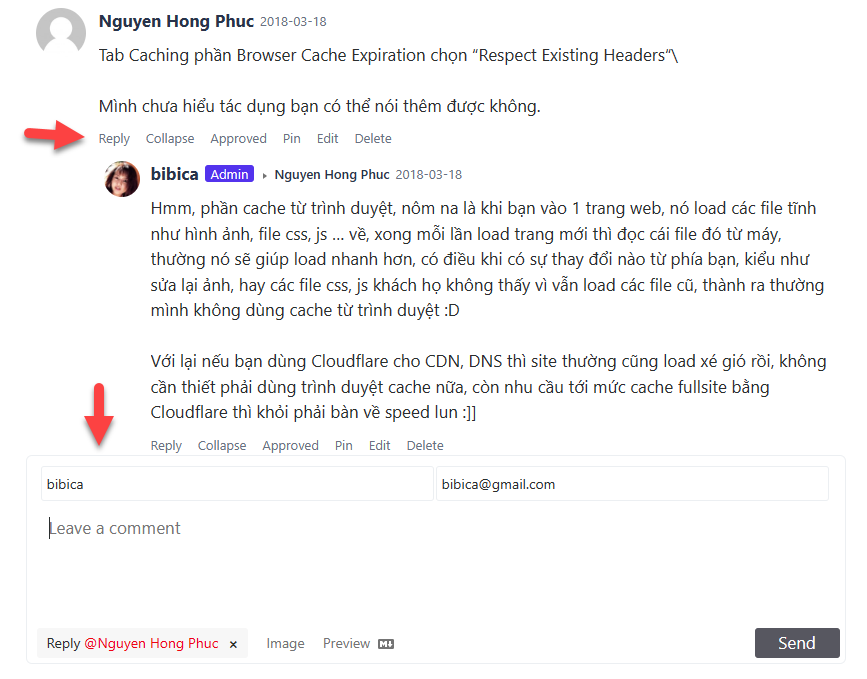 Nguyen Hong Phuc 2018-03-18
Tab Caching phần Browser Cache Expiration chọn “Respect Existing Headers”\
Mình chưa hiểu tác dụng bạn có thể nói thêm được không.
Reply Collapse Approved Pin Edit Delete
bibica Admin ▸ Nguyen Hong Phuc 2018-03-18
Hmm, phần cache từ trình duyệt, nôm na là khi bạn vào 1 trang web, nó load các file tĩnh
như hình ảnh, file css, js ... về, xong mỗi lần load trang mới thì đọc cái file đó từ máy,
thường nó sẽ giúp load nhanh hơn, có điều khi có sự thay đổi nào từ phía bạn, kiểu như
sửa lại ảnh, hay các file css, js khách họ không thấy vì vẫn load các file cũ, thành ra thường
mình không dùng cache từ trình duyệt :D
Với lại nếu bạn dùng Cloudflare cho CDN, DNS thì site thường cũng load xé gió rồi, không
cần thiết phải dùng trình duyệt cache nữa, còn nhu cầu tới mức cache fullsite bằng
Cloudflare thì khỏi phải bàn về speed lun :]]
Reply Collapse Approved Pin Edit Delete
bibica bibica@gmail.com
Leave a comment
Reply @Nguyen Hong Phuc × Image Preview M↓ Send